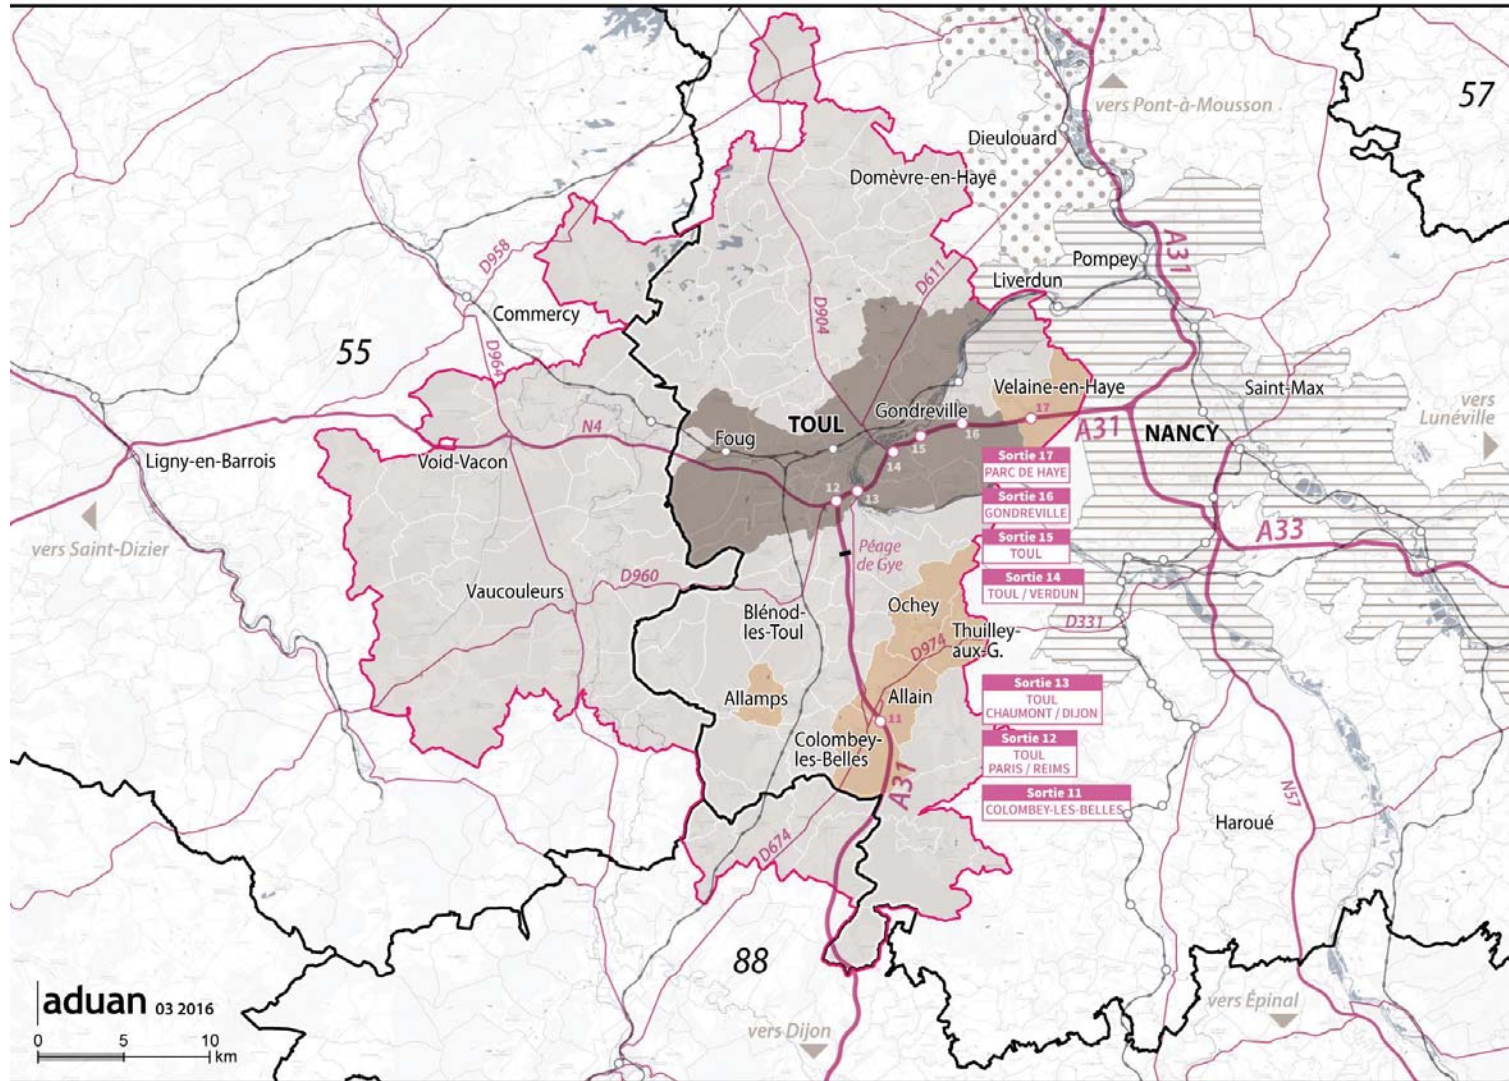 57
vers Pont-à-Mousson
Dieulouard
Domèvre-en-Haye
A31
D958
D611
Pompey
Liverdun
Commercy
D904
55
D964
Velaine-en-Haye
Saint-Max
vers
Lunéville
Gondreville
TOUL
17
N4
Foug
16
15
A31
NANCY
14
Ligny-en-Barrois
Void-Vacon
Sortie 17
PARC DE HAYE
12
13
Sortie 16
GONDREVILLE
A33
vers Saint-Dizier
Péage
de Gye
Sortie 15
TOUL
D960
Sortie 14
TOUL / VERDUN
Vaucouleurs
Blénod-
les-Toul
Ochey
D331
Thuilley-
aux-G.
D974
Sortie 13
TOUL
CHAUMONT / DIJON
Allamps
Allain
11
Colombey-
les-Belles
Sortie 12
TOUL
PARIS / REIMS
A31
Sortie 11
COLOMBEY-LES-BELLES
N57
Haroué
D674
88
aduan 03 2016
vers Épinal
vers Dijon
0 5 10
km